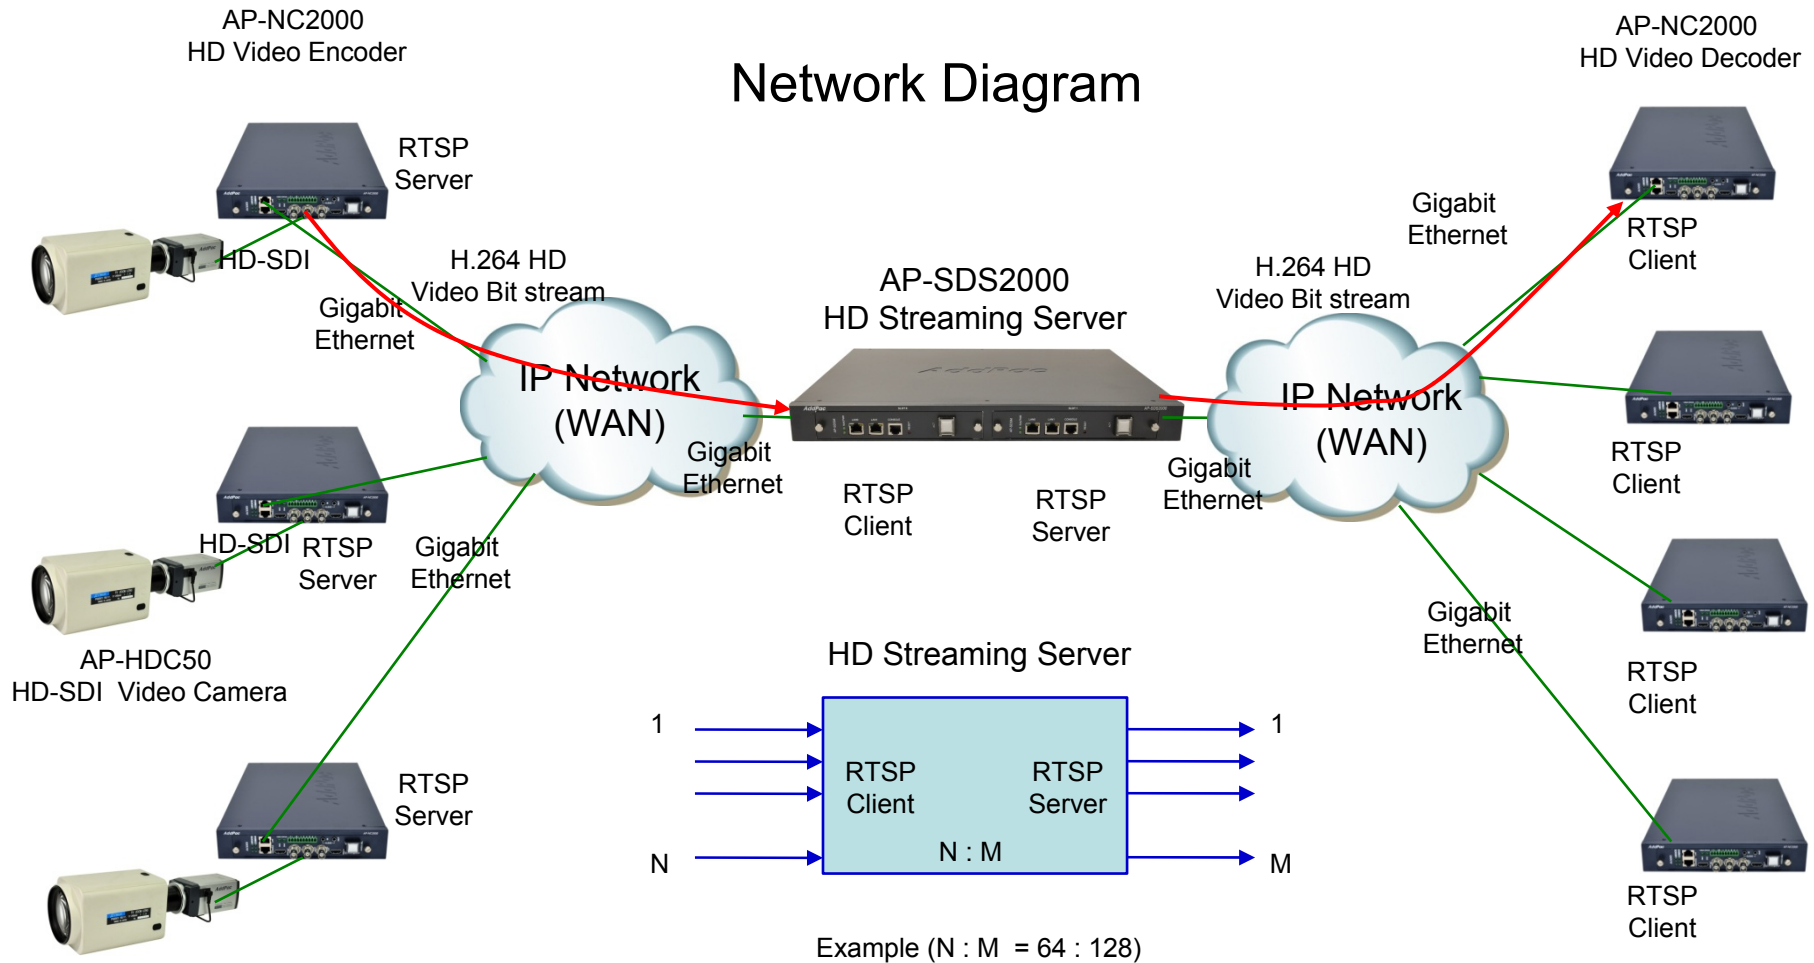 AP-NC2000
HD Video Encoder
Network Diagram
AP-NC2000
HD Video Decoder
RTSP
Server
HD-SDI
Gigabit
Ethernet
H.264 HD
Video Bit stream
IP Network
(WAN)
Gigabit
Ethernet
AP-SDS2000
HD Streaming Server
AddPac
AddPac
RTSP
Client
RTSP
Server
H.264 HD
Video Bit stream
Gigabit
Ethernet
IP Network
(WAN)
Gigabit
Ethernet
RTSP
Client
RTSP
Client
HD-SDI
RTSP
Server
Gigabit
Ethernet
AP-HDC50
HD-SDI  Video Camera
RTSP
Server
Gigabit
Ethernet
RTSP
Client
RTSP
Client
HD Streaming Server
1
1
RTSP
Client
RTSP
Server
N : M
N
M
Example (N : M  = 64 : 128)